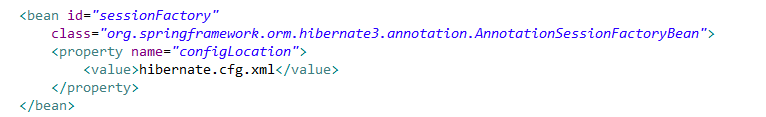 <bean id="sessionFactory"
class="org.springframework.orm.hibernate3.annotation.AnnotationSessionFactoryBean">
<property name="configLocation">
<value>hibernate.cfg.xml</value>
</property>
</bean>